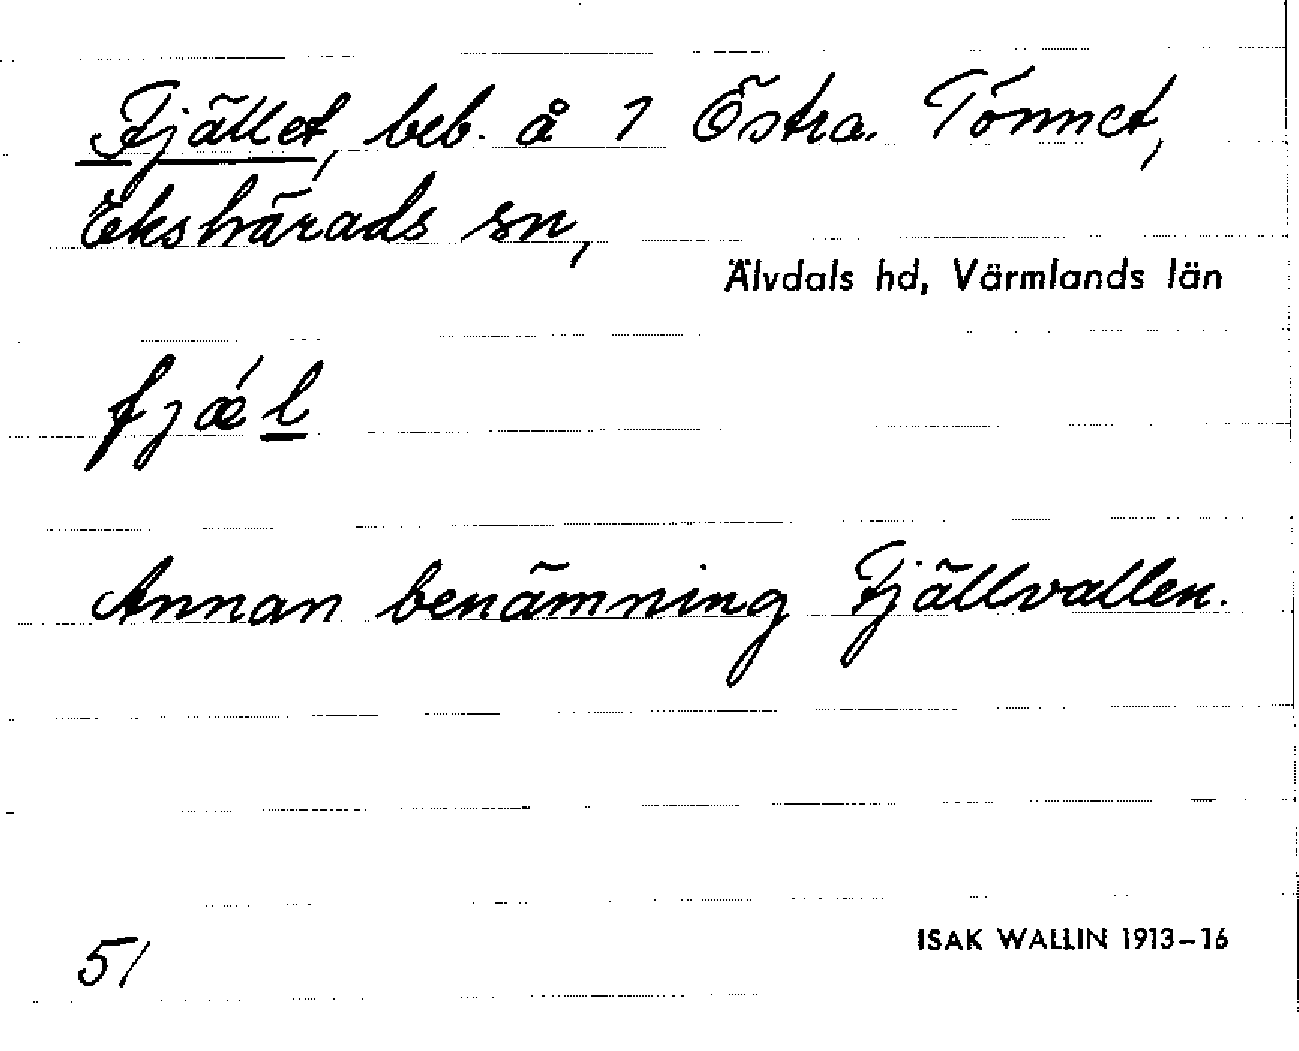 Fjället, beb. å 1 Östra Tönnet,
Ekshärads sn,
Älvdals hd, Värmlands län
fjǽl
Annan benämning Fjällvallen.
51
ISAK WALLIN 1913-16